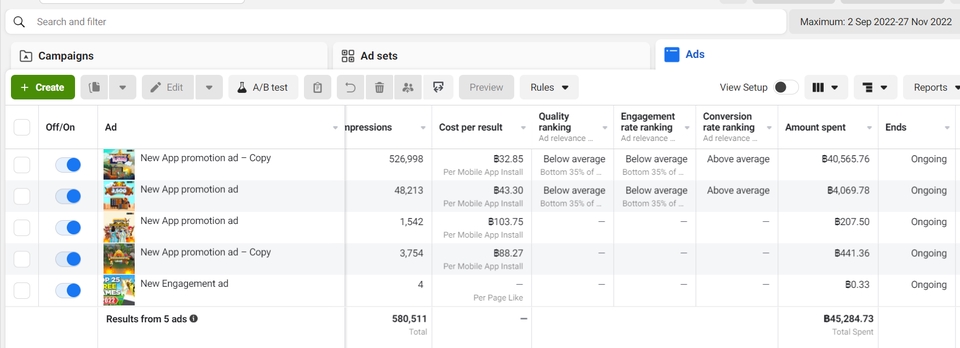 Search and filter
Maximum: 2 Sep 2022-27 Nov 2022
Campaigns
Ad sets
Ads
+ Create
Edit
A/B test
Preview
Rules
View Setup
Reports
Off/On
Ad
mpressions
Cost per result
Quality ranking
Ad relevance ...
Engagement rate ranking
Ad relevance ...
Conversion rate ranking
Ad relevance ...
Amount spent
Ends
New App promotion ad – Copy
526,998
฿32.85
Per Mobile App Install
Below average
Bottom 35% of ...
Below average
Bottom 35% of ...
Above average
฿40,565.76
Ongoing
New App promotion ad
48,213
฿43.30
Per Mobile App Install
Below average
Bottom 35% of ...
Below average
Bottom 35% of ...
Above average
฿4,069.78
Ongoing
New App promotion ad
1,542
฿103.75
Per Mobile App Install
—
—
—
฿207.50
Ongoing
New App promotion ad – Copy
3,754
฿88.27
Per Mobile App Install
—
—
—
฿441.36
Ongoing
TOP 25
FREE
GAMES
New Engagement ad
4
—
Per Page Like
—
—
—
฿0.33
Ongoing
Results from 5 ads
580,511
Total
—
฿45,284.73
Total Spent